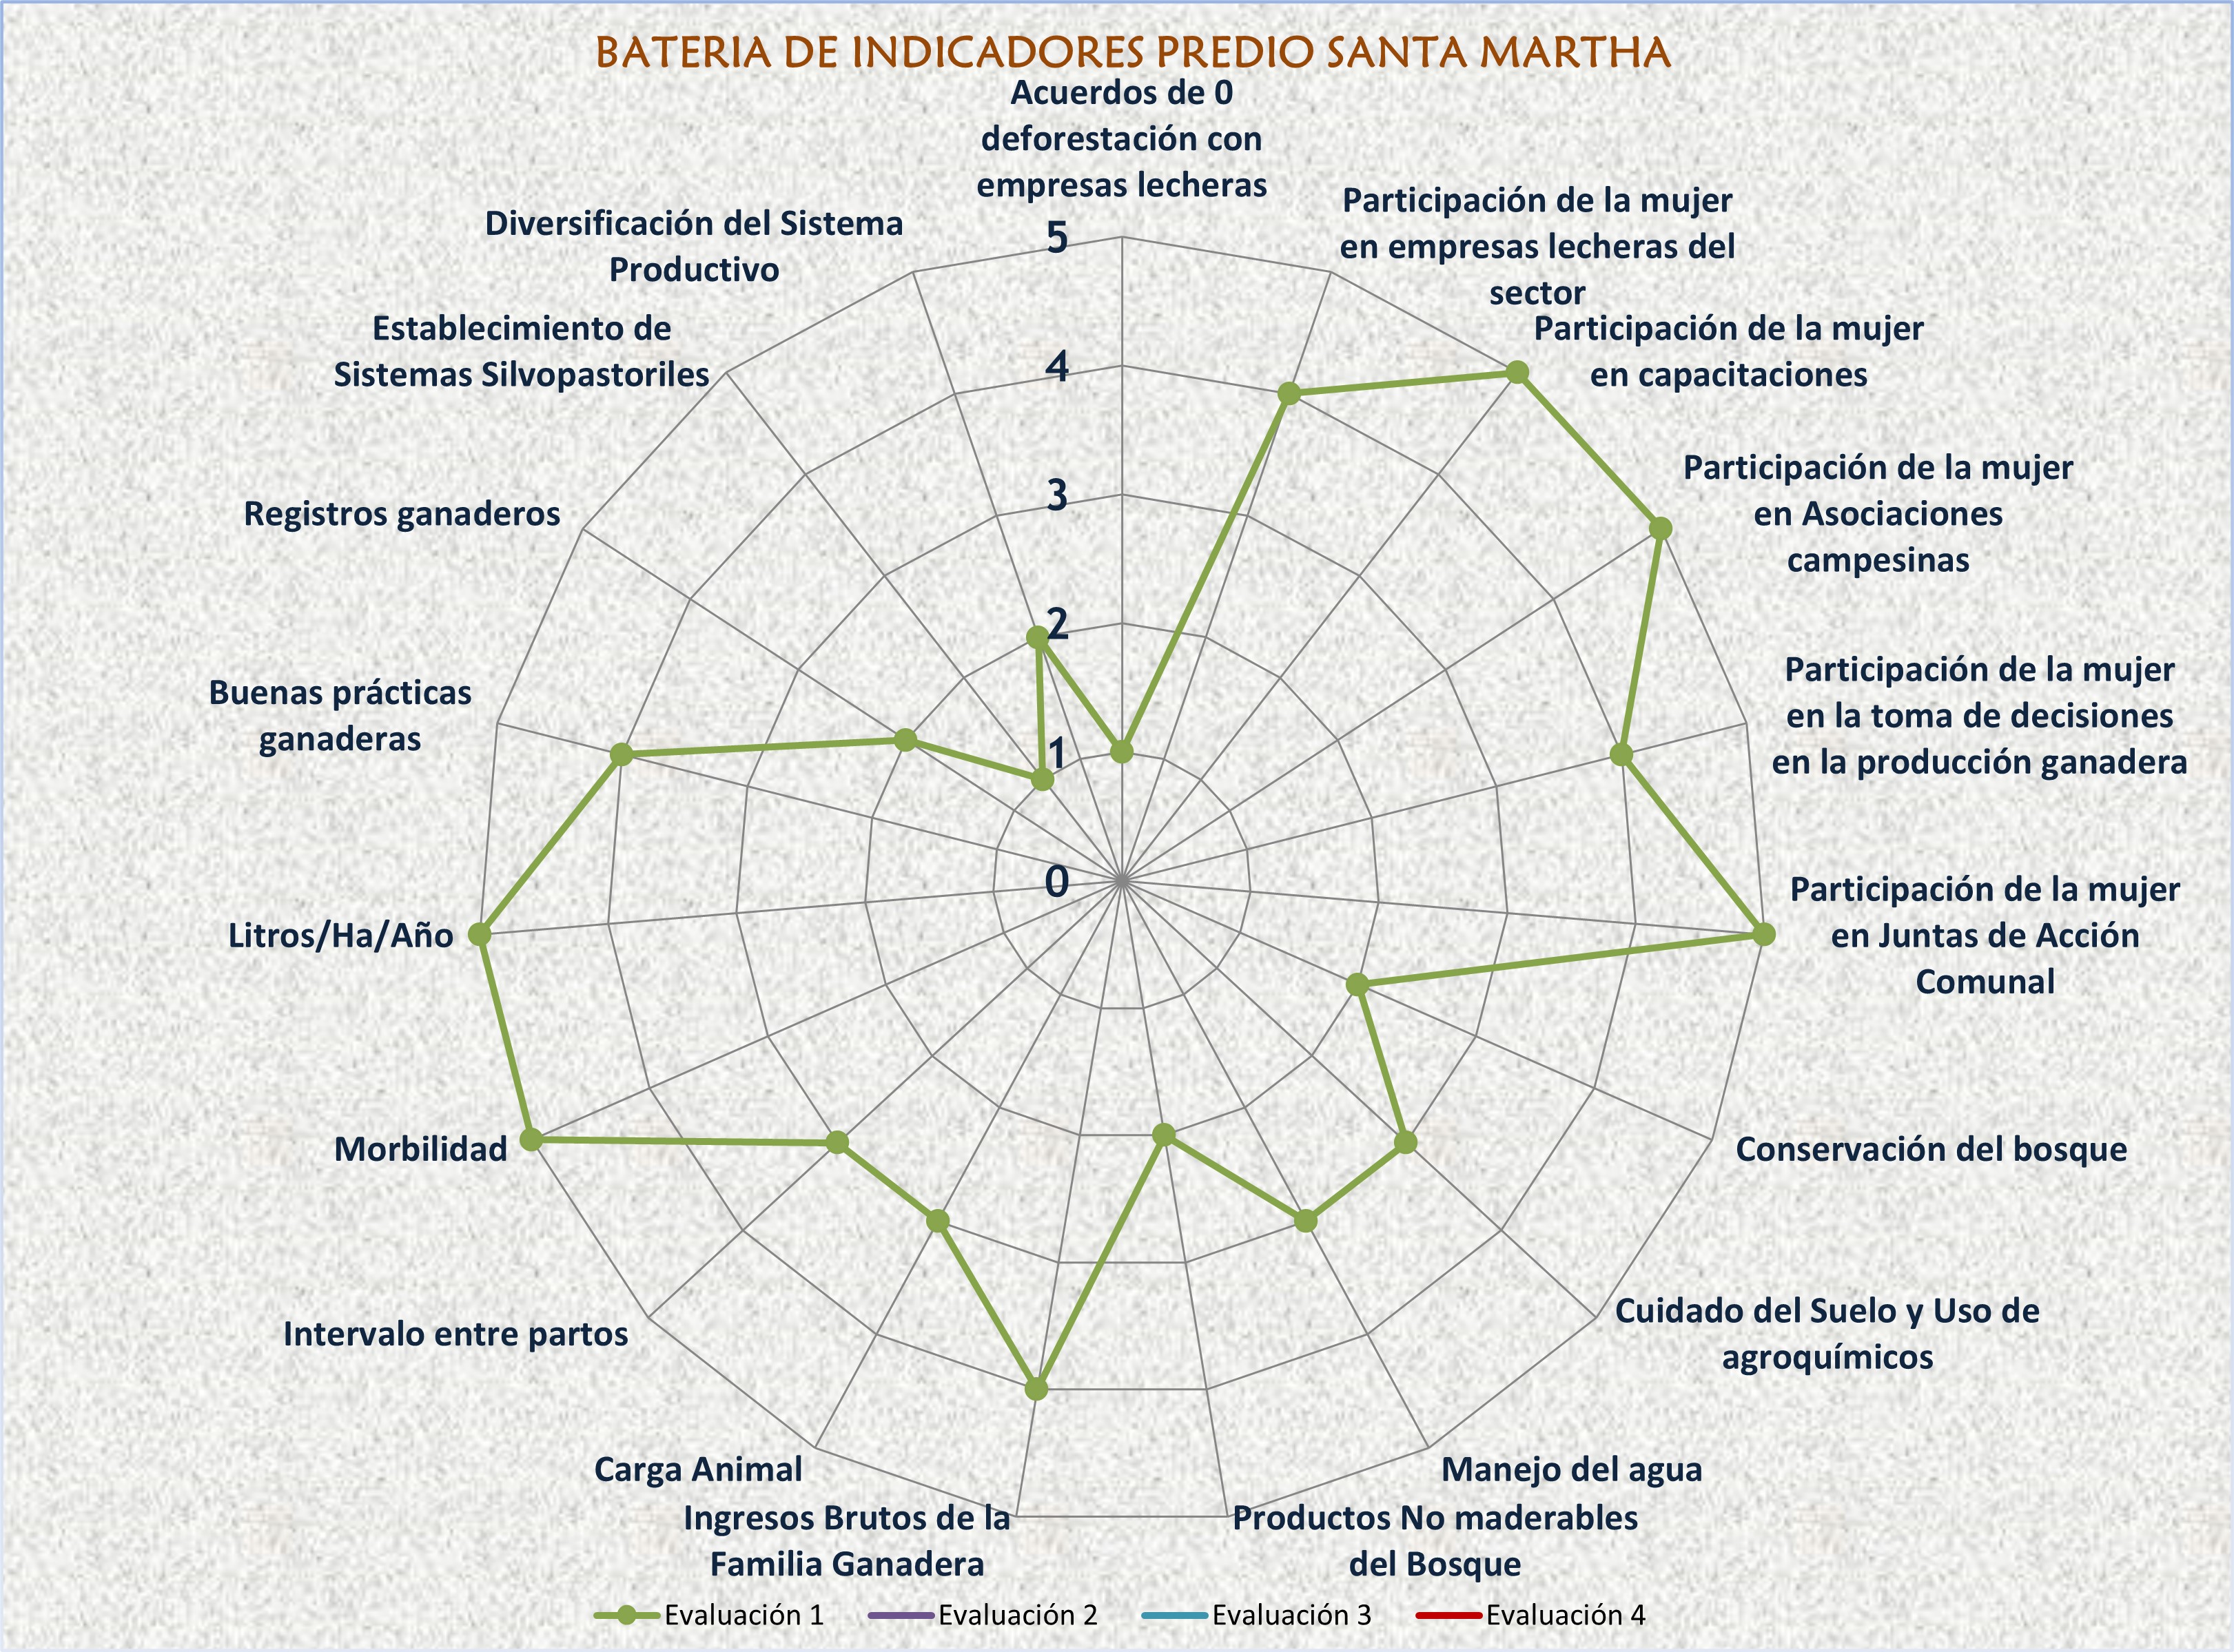 BATERIA DE INDICADORES PREDIO SANTA MARTHA
Acuerdos de 0
deforestación con
empresas lecheras
Participación de la mujer
en empresas lecheras del
sector
Participación de la mujer
en capacitaciones
Participación de la mujer
en Asociaciones
campesinas
Participación de la mujer
en la toma de decisiones
en la producción ganadera
Participación de la mujer
en Juntas de Acción
Comunal
Conservación del bosque
Cuidado del Suelo y Uso de
agroquímicos
Manejo del agua
Productos No maderables
del Bosque
Ingresos Brutos de la
Familia Ganadera
Carga Animal
Intervalo entre partos
Morbilidad
Litros/Ha/Año
Buenas prácticas
ganaderas
Registros ganaderos
Establecimiento de
Sistemas Silvopastoriles
Diversificación del Sistema
Productivo
5
4
3
2
1
0
Evaluación 1
Evaluación 2
Evaluación 3
Evaluación 4